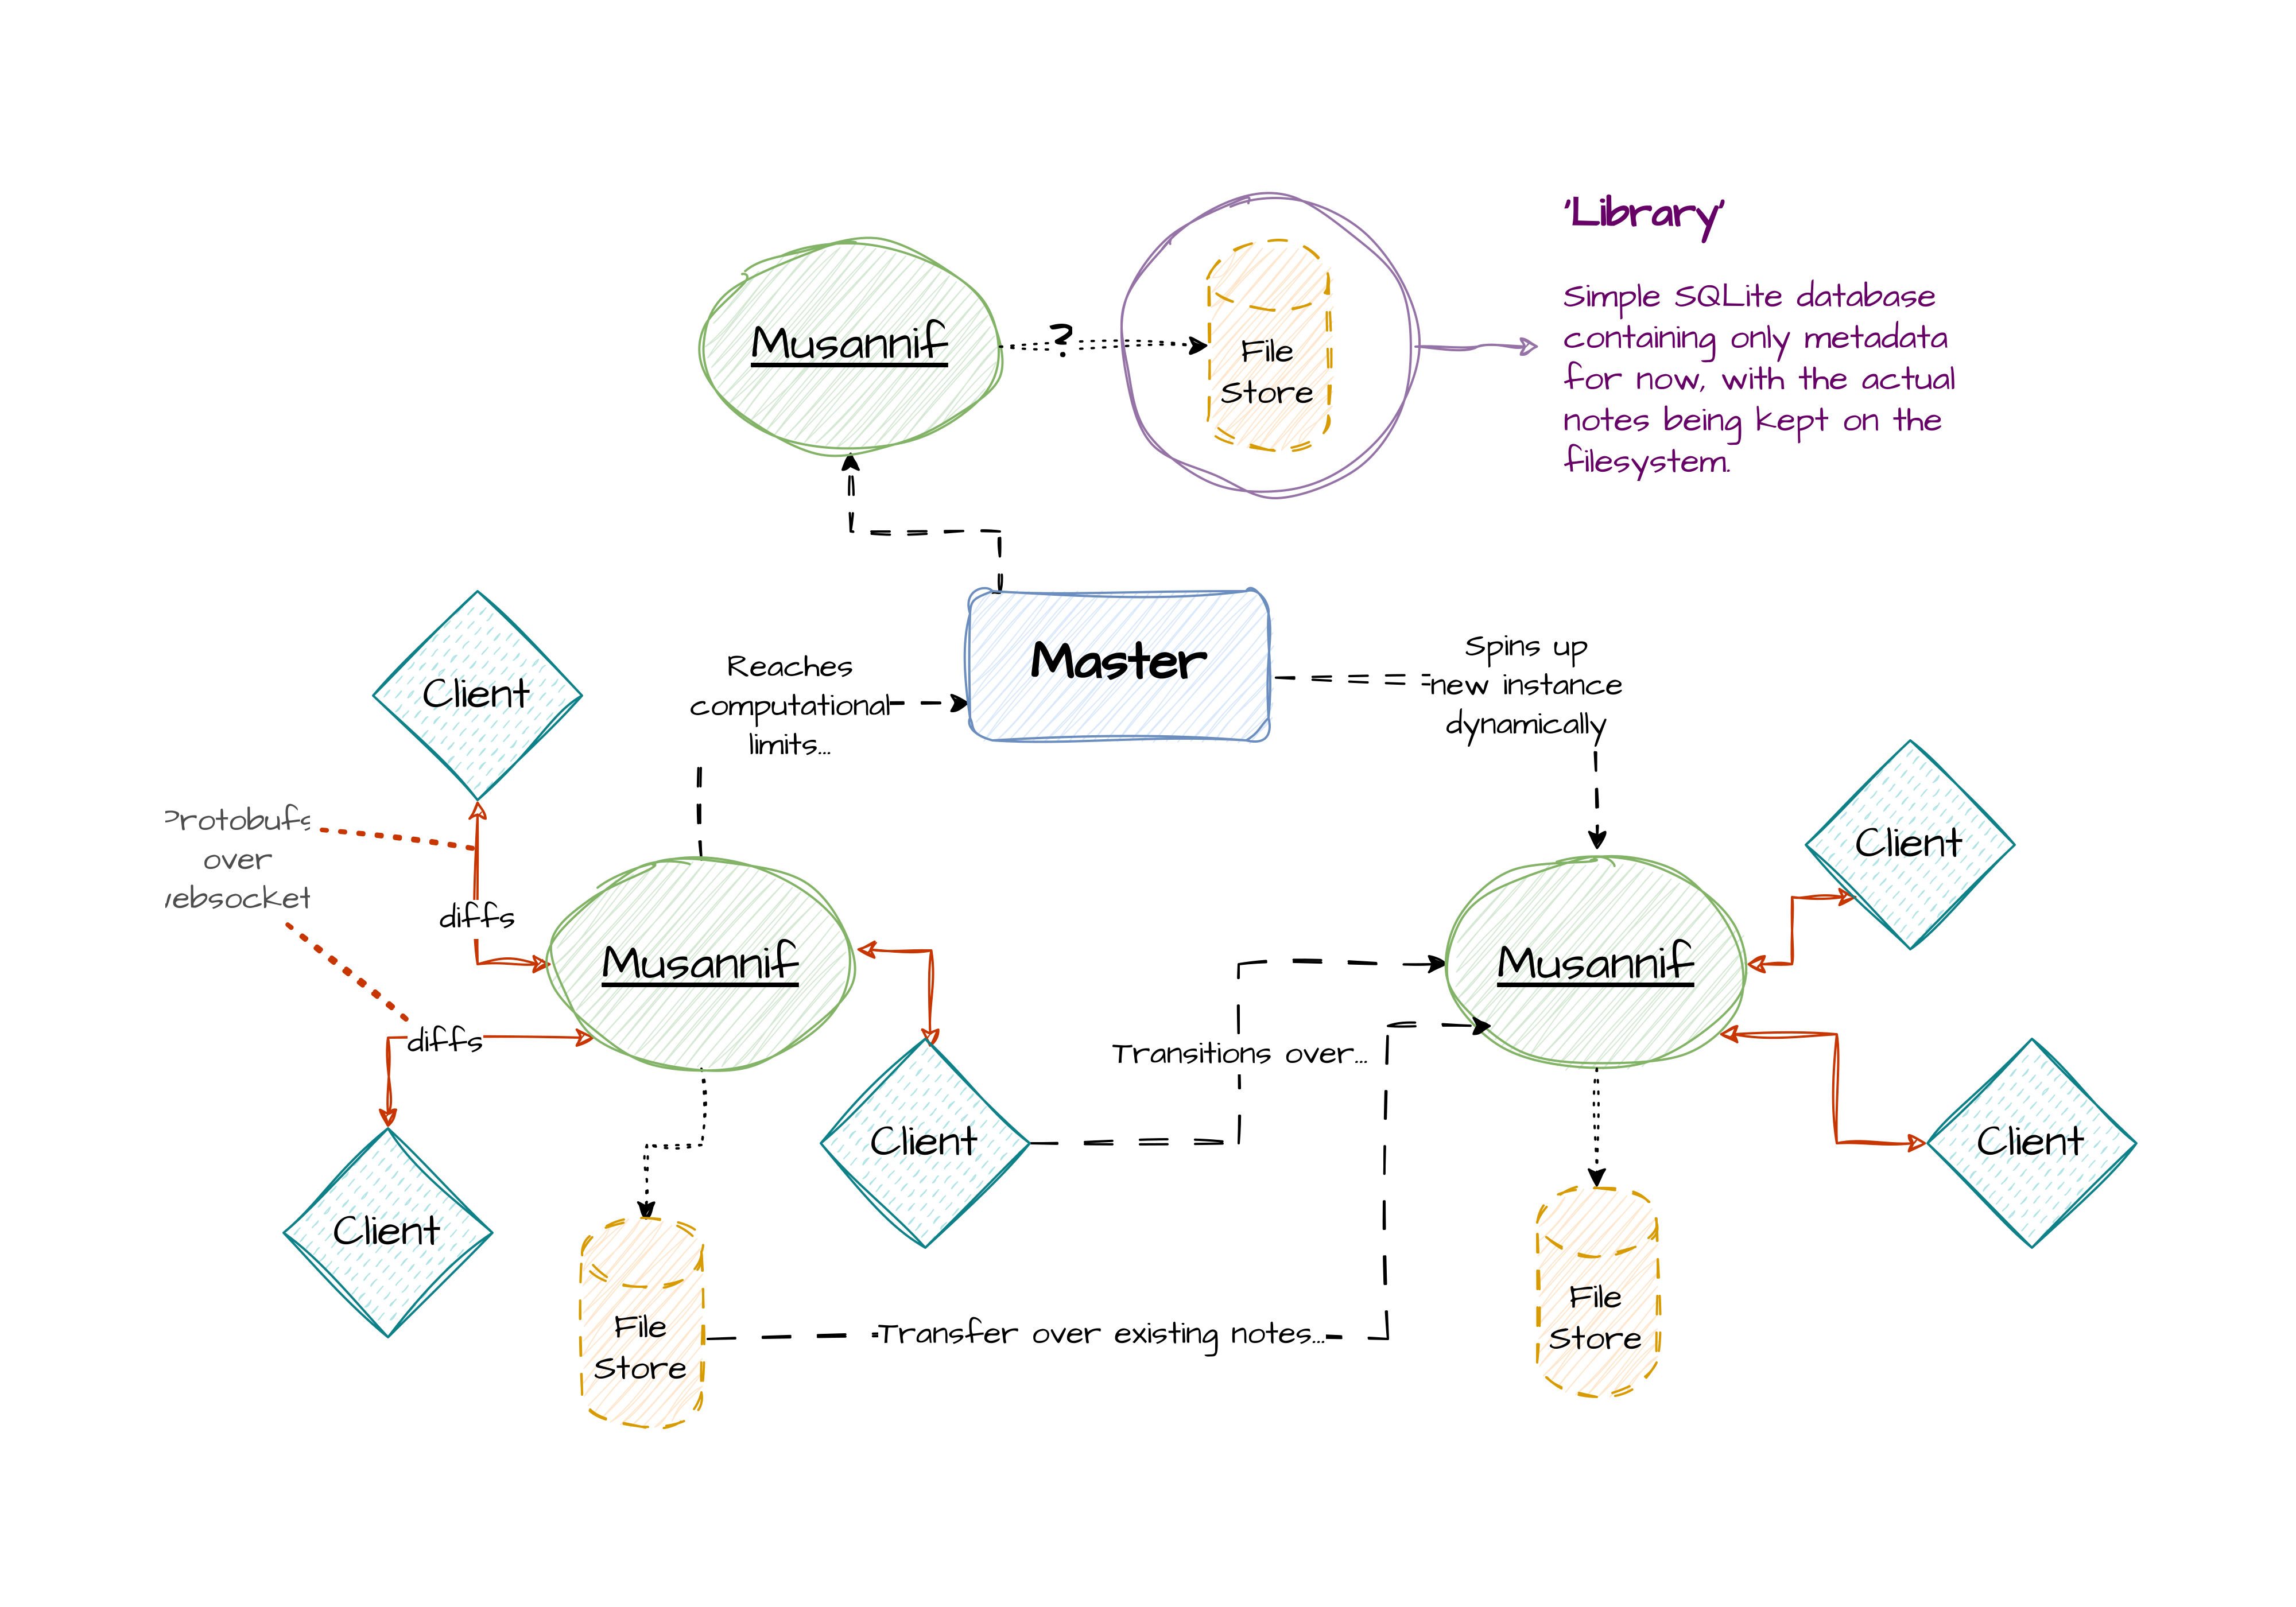 'Library'
Simple SQLite database
containing only metadata
for now, with the actual
notes being kept on the
filesystem.
Musannif
?
File
Store
Master
Reaches
computational
limits...
Spins up
new instance
dynamically
Client
Protobufs
over
websocket
diffs
Musannif
diffs
Client
Client
Transitions over...
Musannif
Client
Client
File
Store
Transfer over existing notes...
File
Store